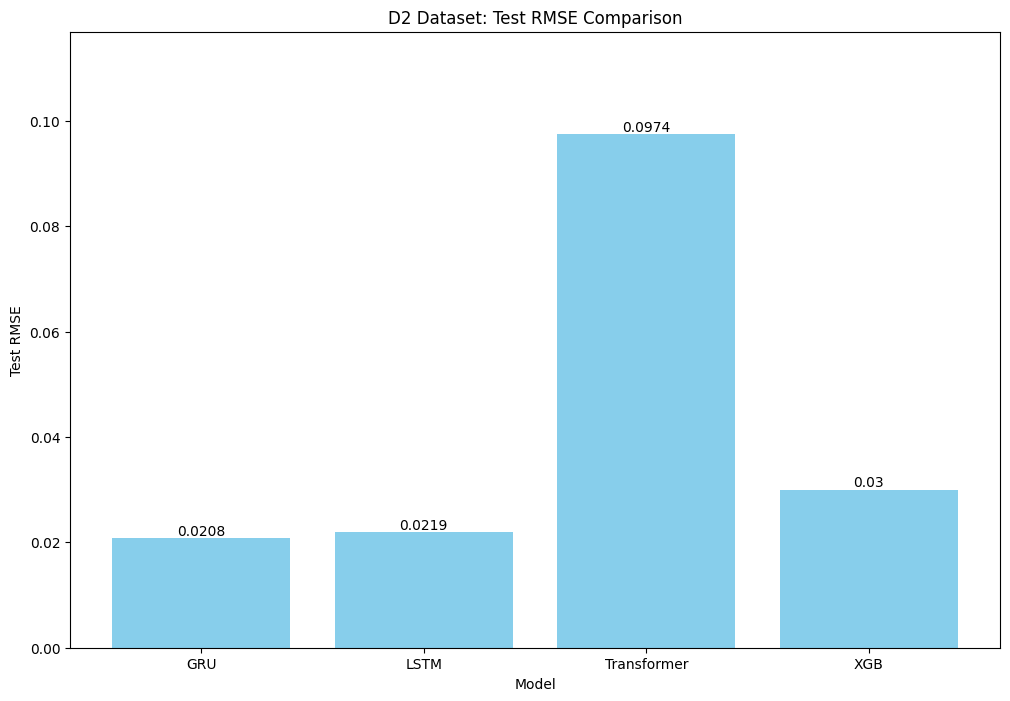 D2 Dataset: Test RMSE Comparison
Test RMSE
0.10
0.08
0.06
0.04
0.02
0.00
0.0208
0.0219
0.0974
0.03
GRU
LSTM
Transformer
XGB
Model